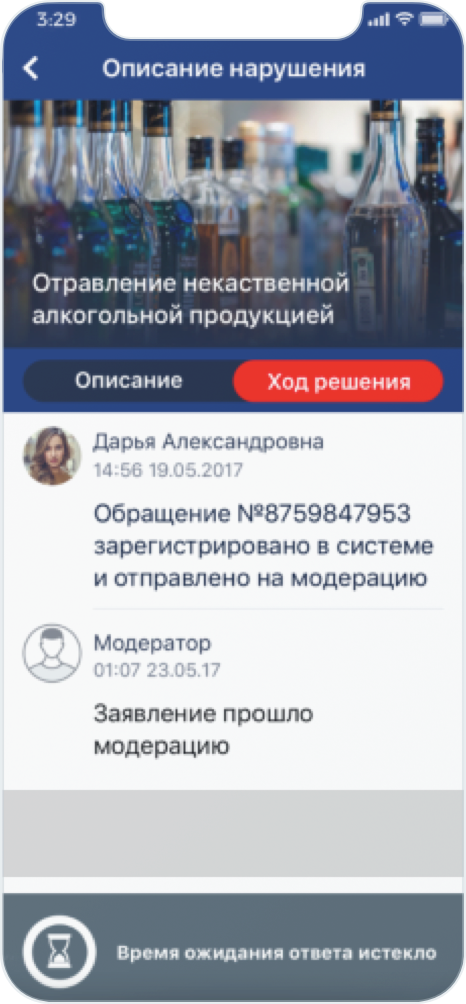 3:29
Описание нарушения
Отравление некаственной
алкогольной продукцией
Описание
Ход решения
Дарья Александровна
14:56 19.05.2017
Обращение №8759847953
зарегистрировано в системе
и отправлено на модерацию
Модератор
01:07 23.05.17
Заявление прошло
модерацию
Время ожидания ответа истекло